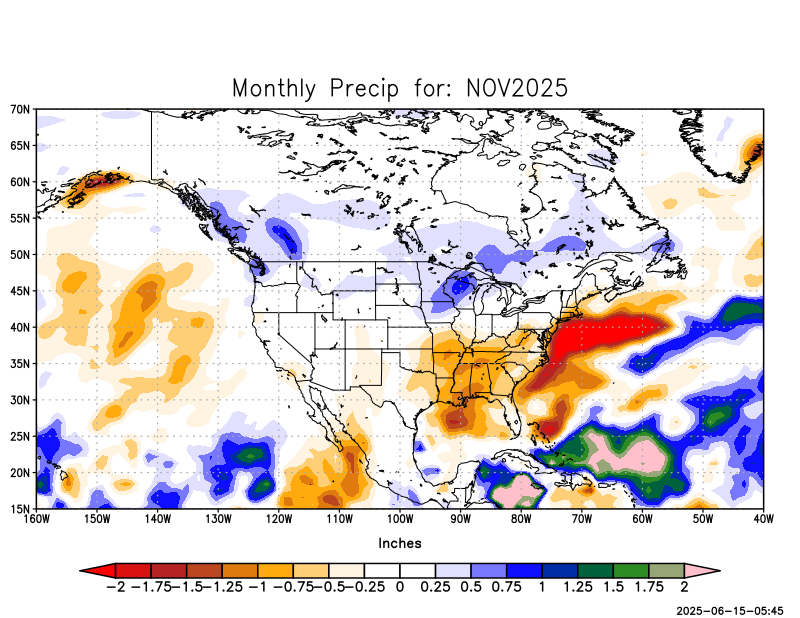 Monthly Precip for: NOV2025
70N
65N
60N
55N
50N
45N
40N
35N
30N
25N
20N
15N
160W 150W 140W 130W 120W 110W 100W 90W 80W 70W 60W 50W 40W
Inches
−2 −1.75 −1.5 −1.25 −1 −0.75 −0.5 −0.25 0 0.25 0.5 0.75 1 1.25 1.5 1.75 2
2025−06−15−05:45